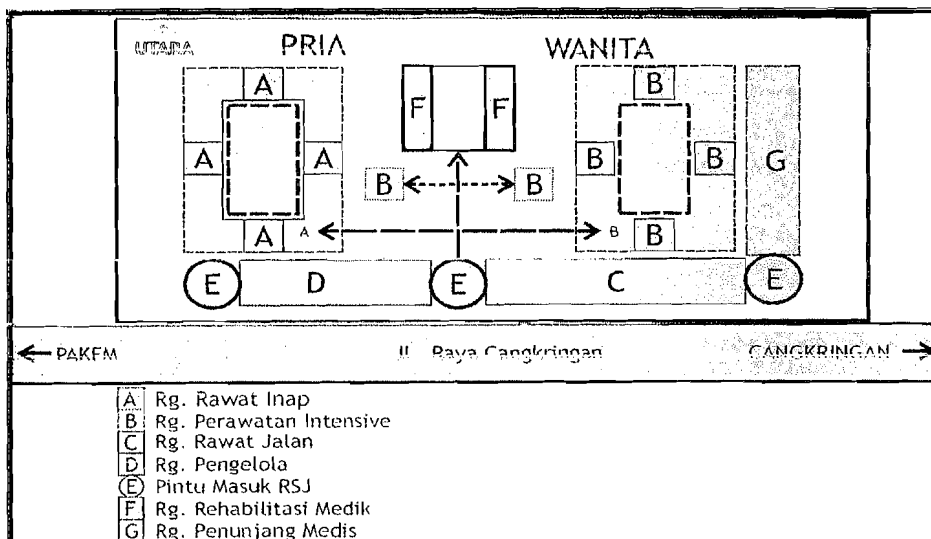 UTARA PRIA WANITA
A B
F F
A A B B G
B B
A B
A B
E D E C E
← PAKEM Jl. Raya Cangkringan CANGKRINGAN →
A Rg. Rawat Inap
B Rg. Perawatan Intensive
C Rg. Rawat Jalan
D Rg. Pengelola
E Pintu Masuk RSJ
F Rg. Rehabilitasi Medik
G Rg. Penunjang Medis